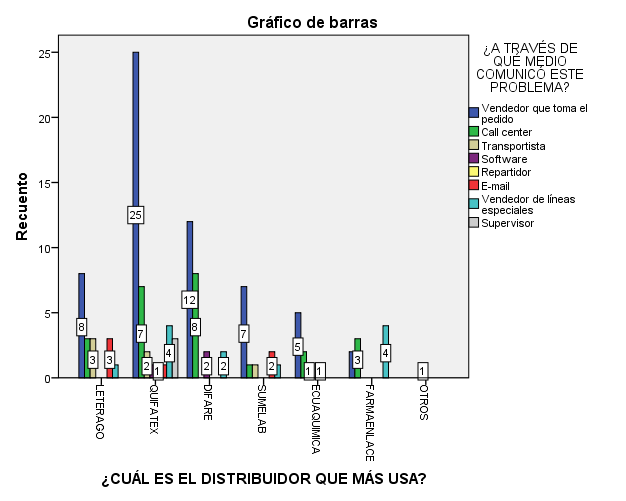 Gráfico de barras
¿A TRAVÉS DE
QUÉ MEDIO
COMUNICÓ ESTE
PROBLEMA?
Vendedor que toma el
pedido
Call center
Transportista
Software
Repartidor
E-mail
Vendedor de líneas
especiales
Supervisor
Recuento
25
20
15
10
5
0
8
3
3
25
7
2
1
4
12
8
2
2
7
2
5
1
1
3
4
1
LETERAGO
QUIFATEX
DIFARE
SUMELAB
ECUAQUIMICA
FARMAENLACE
OTROS
¿CUÁL ES EL DISTRIBUIDOR QUE MÁS USA?